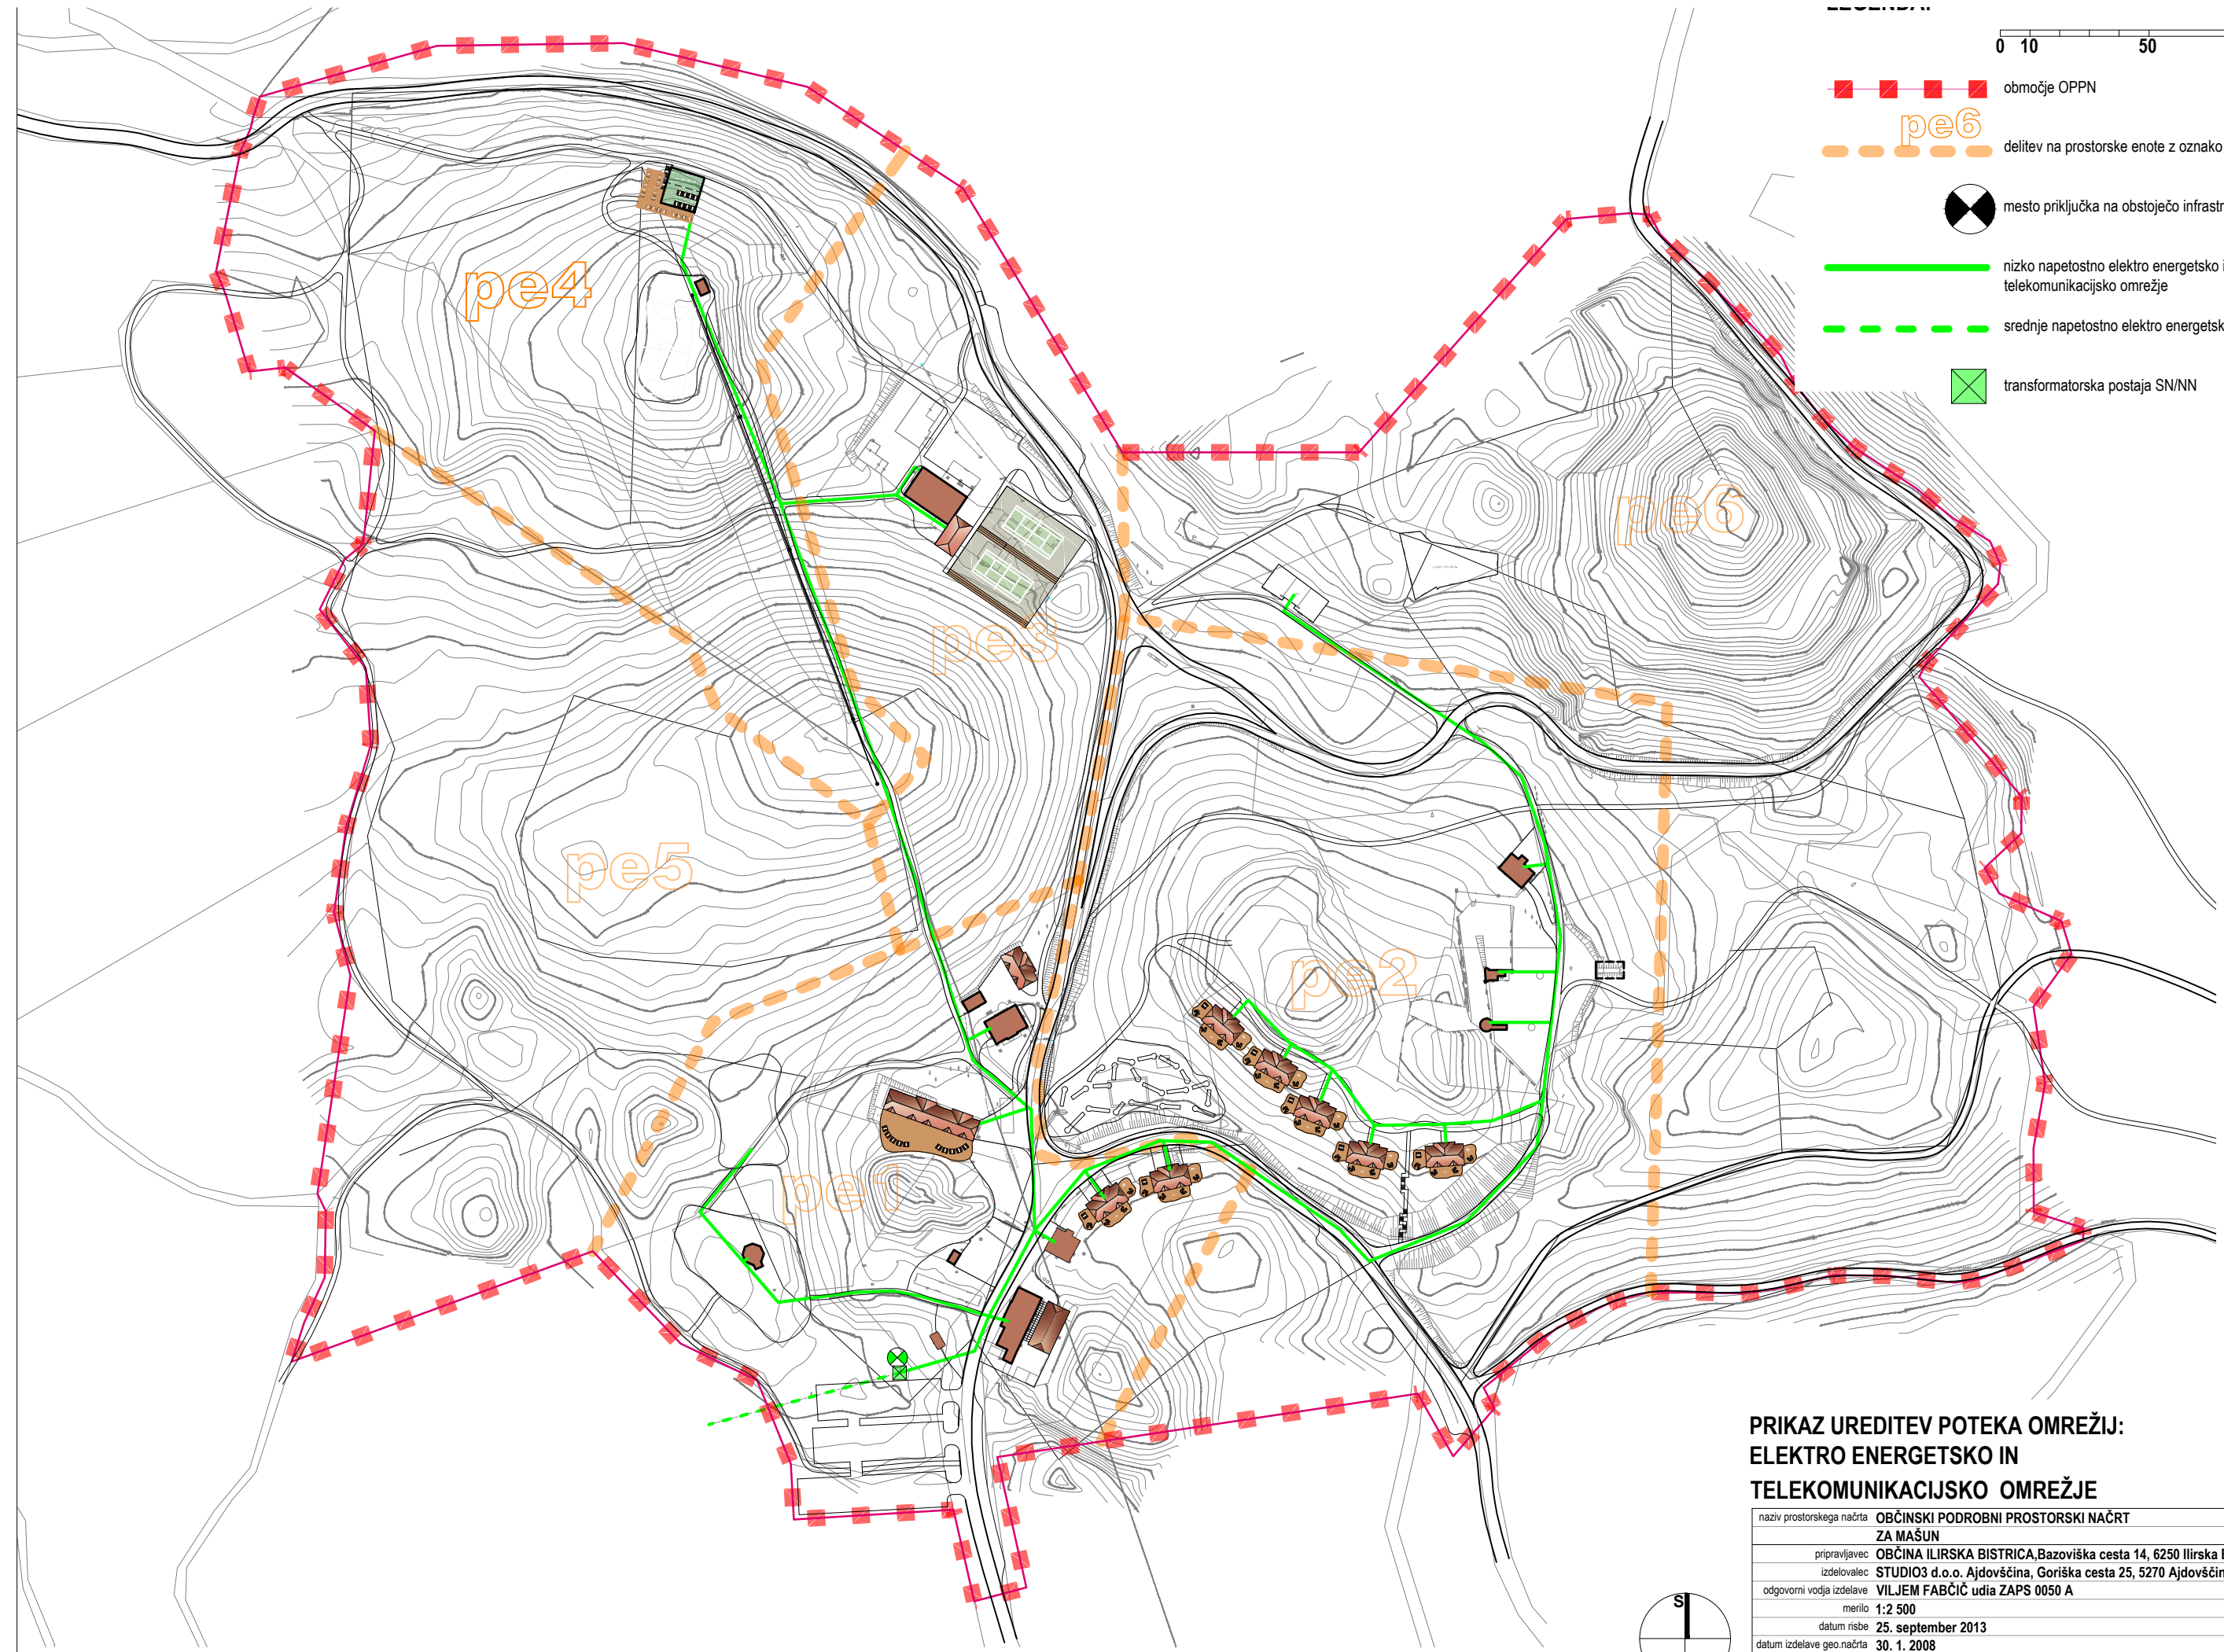 0 10 50
območje OPPN
pe6
delitev na prostorske enote z oznako
mesto priključka na obstoječo
nizko napetostno elektro energetsko
telekomunikacijsko omrežje
srednje napetostno elektro
transformatorska postaja SN/NN
pe4
pe6
pe3
pe5
pe2
pe1
PRIKAZ UREDITEV POTEKA OMREŽIJ:
ELEKTRO ENERGETSKO IN
TELEKOMUNIKACIJSKO OMREŽJE
naziv prostorskega načrta OBČINSKI PODROBNI PROSTORSKI NAČRT
ZA MAŠUN
pripravljavec OBČINA ILIRSKA BISTRICA,Bazoviška cesta 14, 6250 Ilirska
izdelovalec STUDIO3 d.o.o. Ajdovščina, Goriška cesta 25, 5270
odgovorni vodja izdelave VILJEM FABČIČ udia ZAPS 0050 A
merilo 1:2 500
datum risbe 25. september 2013
datum izdelave geo.načrta 30. 1. 2008
S